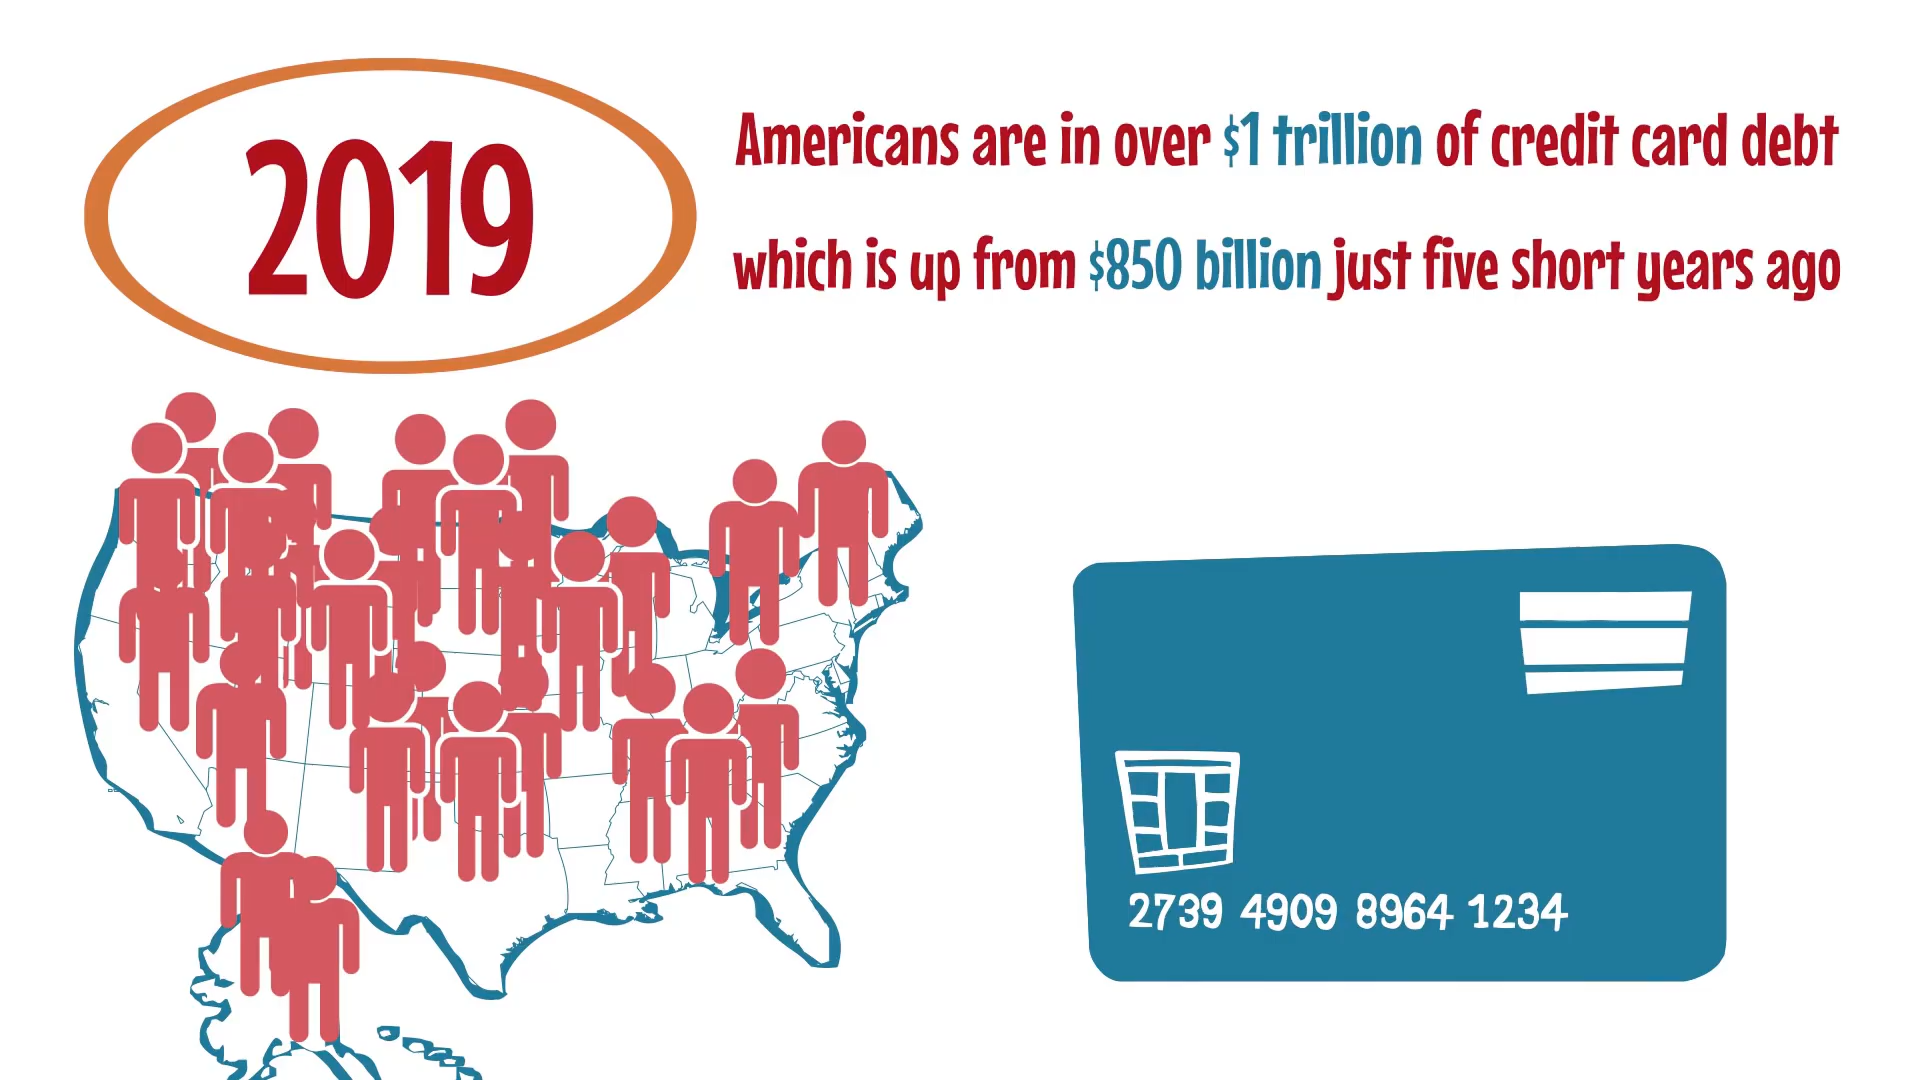 2019
Americans are in over $1 trillion of credit card debt
which is up from $850 billion just five short years ago
2739 4909 8964 1234